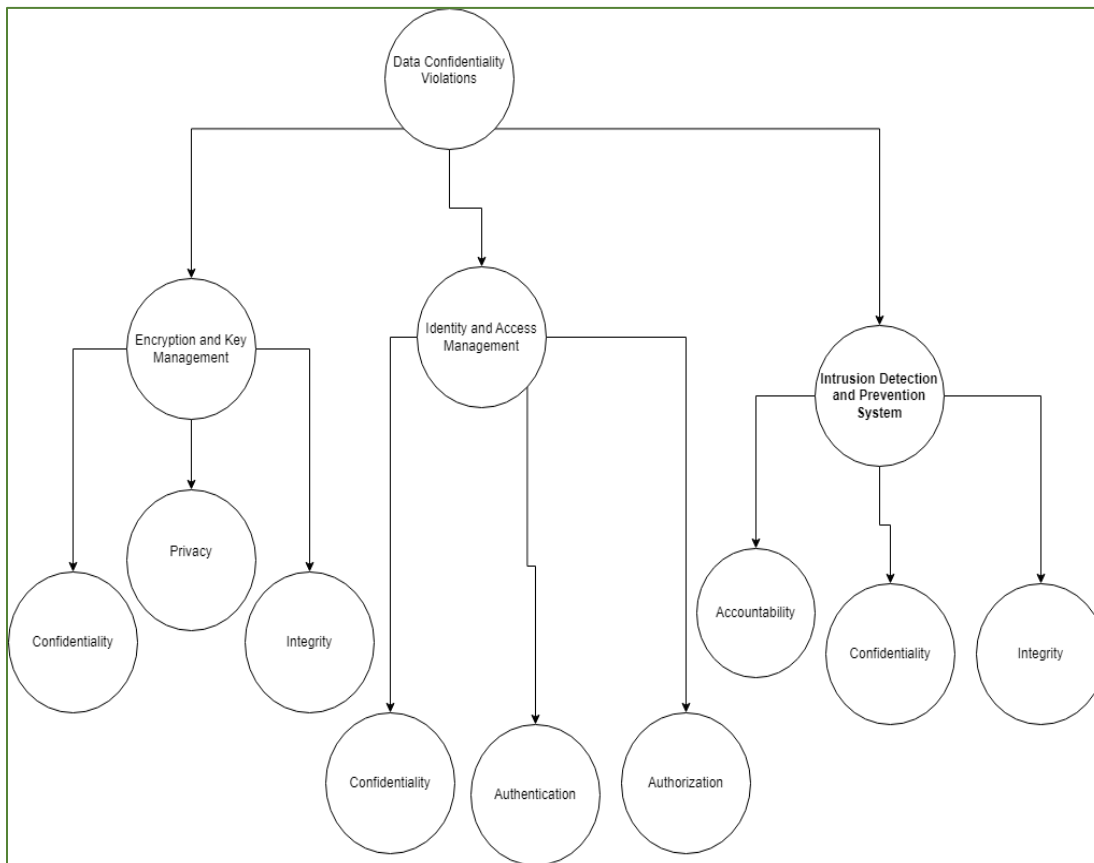 Data Confidentiality
Violations
Encryption and Key
Management
Identity and Access
Management
Intrusion Detection
and Prevention
System
Confidentiality
Privacy
Integrity
Confidentiality
Authentication
Authorization
Accountability
Confidentiality
Integrity